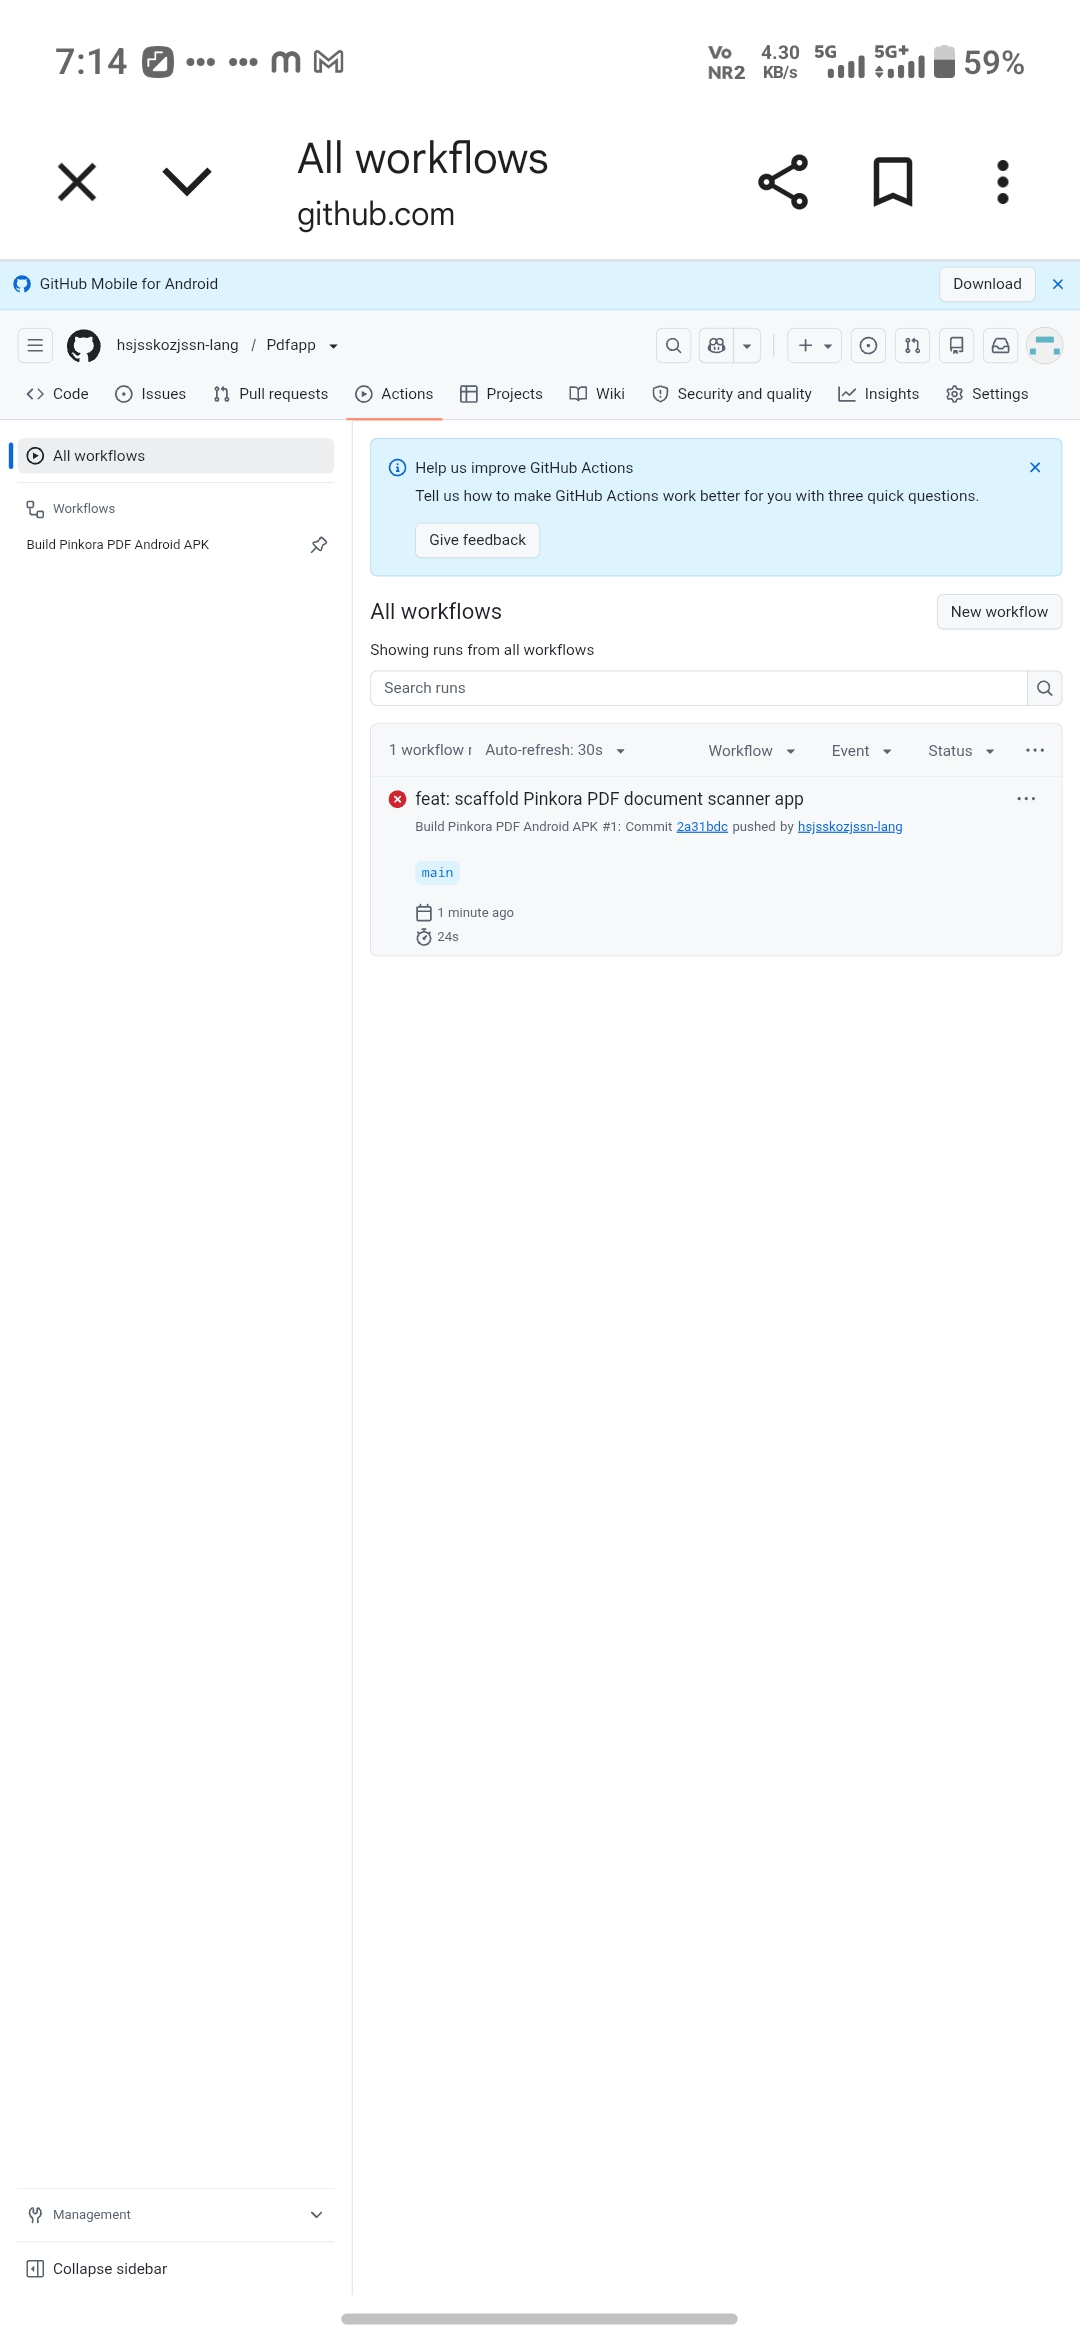 7:14
Vo NR2 4.30 KB/s 5G 5G+ 59%
All workflows
github.com
GitHub Mobile for Android
Download
hsjsskozjssn-lang / Pdfapp
Code Issues Pull requests Actions Projects Wiki Security and quality Insights Settings
All workflows
Workflows
Build Pinkora PDF Android APK
Help us improve GitHub Actions
Tell us how to make GitHub Actions work better for you with three quick questions.
Give feedback
All workflows
New workflow
Showing runs from all workflows
Search runs
1 workflow r Auto-refresh: 30s Workflow Event Status
feat: scaffold Pinkora PDF document scanner app
Build Pinkora PDF Android APK #1: Commit 2a31bdc pushed by hsjsskozjssn-lang
main
1 minute ago
24s
Management
Collapse sidebar